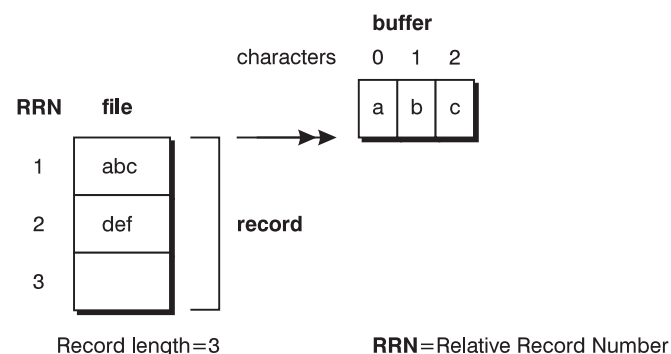 buffer
characters 0 1 2
a b c
RRN file
1 abc
2 def
record
3
Record length=3
RRN=Relative Record Number